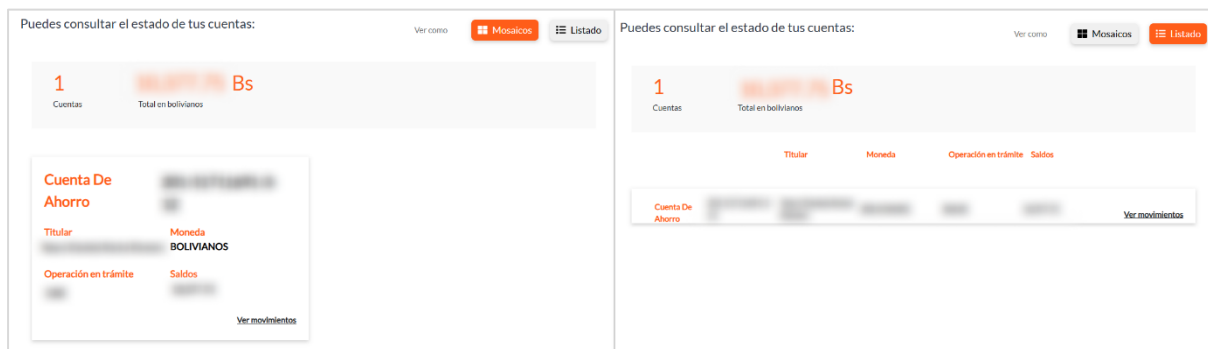 Puedes consultar el estado de tus cuentas:
Ver como
Mosaicos
Listado
1
Bs
Cuentas
Total en bolivianos
Cuenta De
Ahorro
Titular
Moneda
BOLIVIANOS
Operación en trámite
Saldos
Ver movimientos
Puedes consultar el estado de tus cuentas:
Ver como
Mosaicos
Listado
1
Bs
Cuentas
Total en bolivianos
Titular
Moneda
Operación en trámite
Saldos
Cuenta De
Ahorro
Ver movimientos